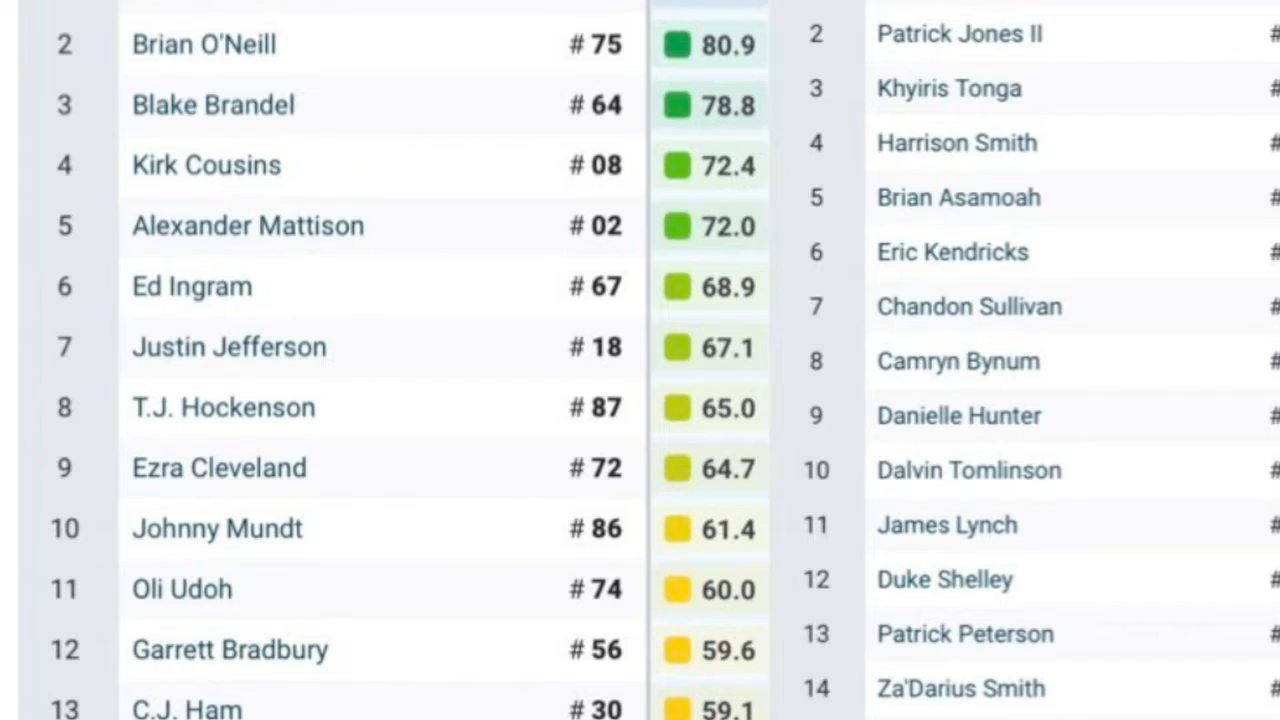 2 Brian O'Neill # 75 80.9
3 Blake Brandel # 64 78.8
4 Kirk Cousins # 08 72.4
5 Alexander Mattison # 02 72.0
6 Ed Ingram # 67 68.9
7 Justin Jefferson # 18 67.1
8 T.J. Hockenson # 87 65.0
9 Ezra Cleveland # 72 64.7
10 Johnny Mundt # 86 61.4
11 Oli Udoh # 74 60.0
12 Garrett Bradbury # 56 59.6
13 C.J. Ham # 30 59.1
2 Patrick Jones II #
3 Khyiris Tonga #
4 Harrison Smith #
5 Brian Asamoah #
6 Eric Kendricks #
7 Chandon Sullivan #
8 Camryn Bynum #
9 Danielle Hunter #
10 Dalvin Tomlinson #
11 James Lynch #
12 Duke Shelley #
13 Patrick Peterson #
14 Za'Darius Smith #